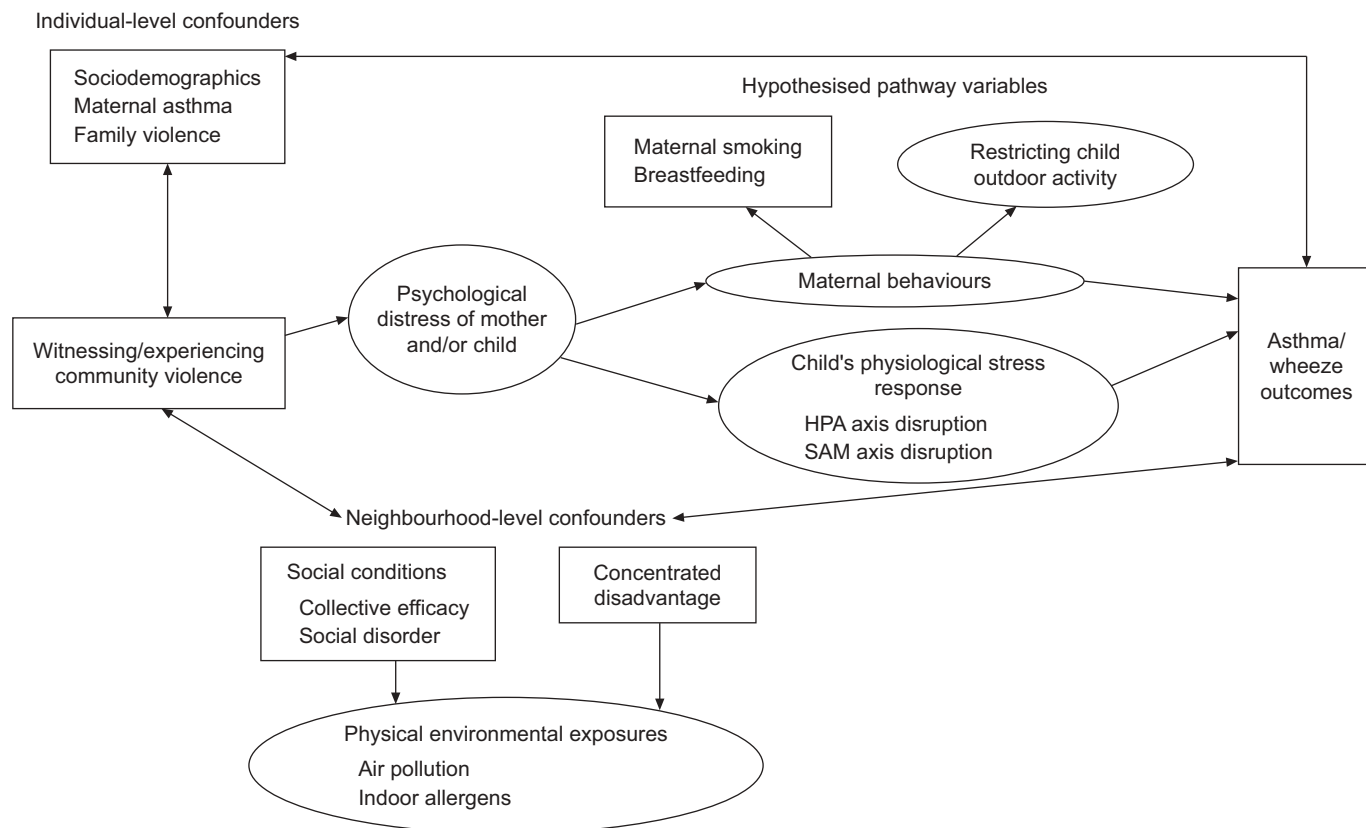 Individual-level confounders
Sociodemographics
Maternal asthma
Family violence
Hypothesised pathway variables
Maternal smoking
Breastfeeding
Restricting child
outdoor activity
Psychological
distress of mother
and/or child
Maternal behaviours
Witnessing/experiencing
community violence
Child's physiological stress
response
HPA axis disruption
SAM axis disruption
Asthma/
wheeze
outcomes
Neighbourhood-level confounders
Social conditions
Collective efficacy
Social disorder
Concentrated
disadvantage
Physical environmental exposures
Air pollution
Indoor allergens